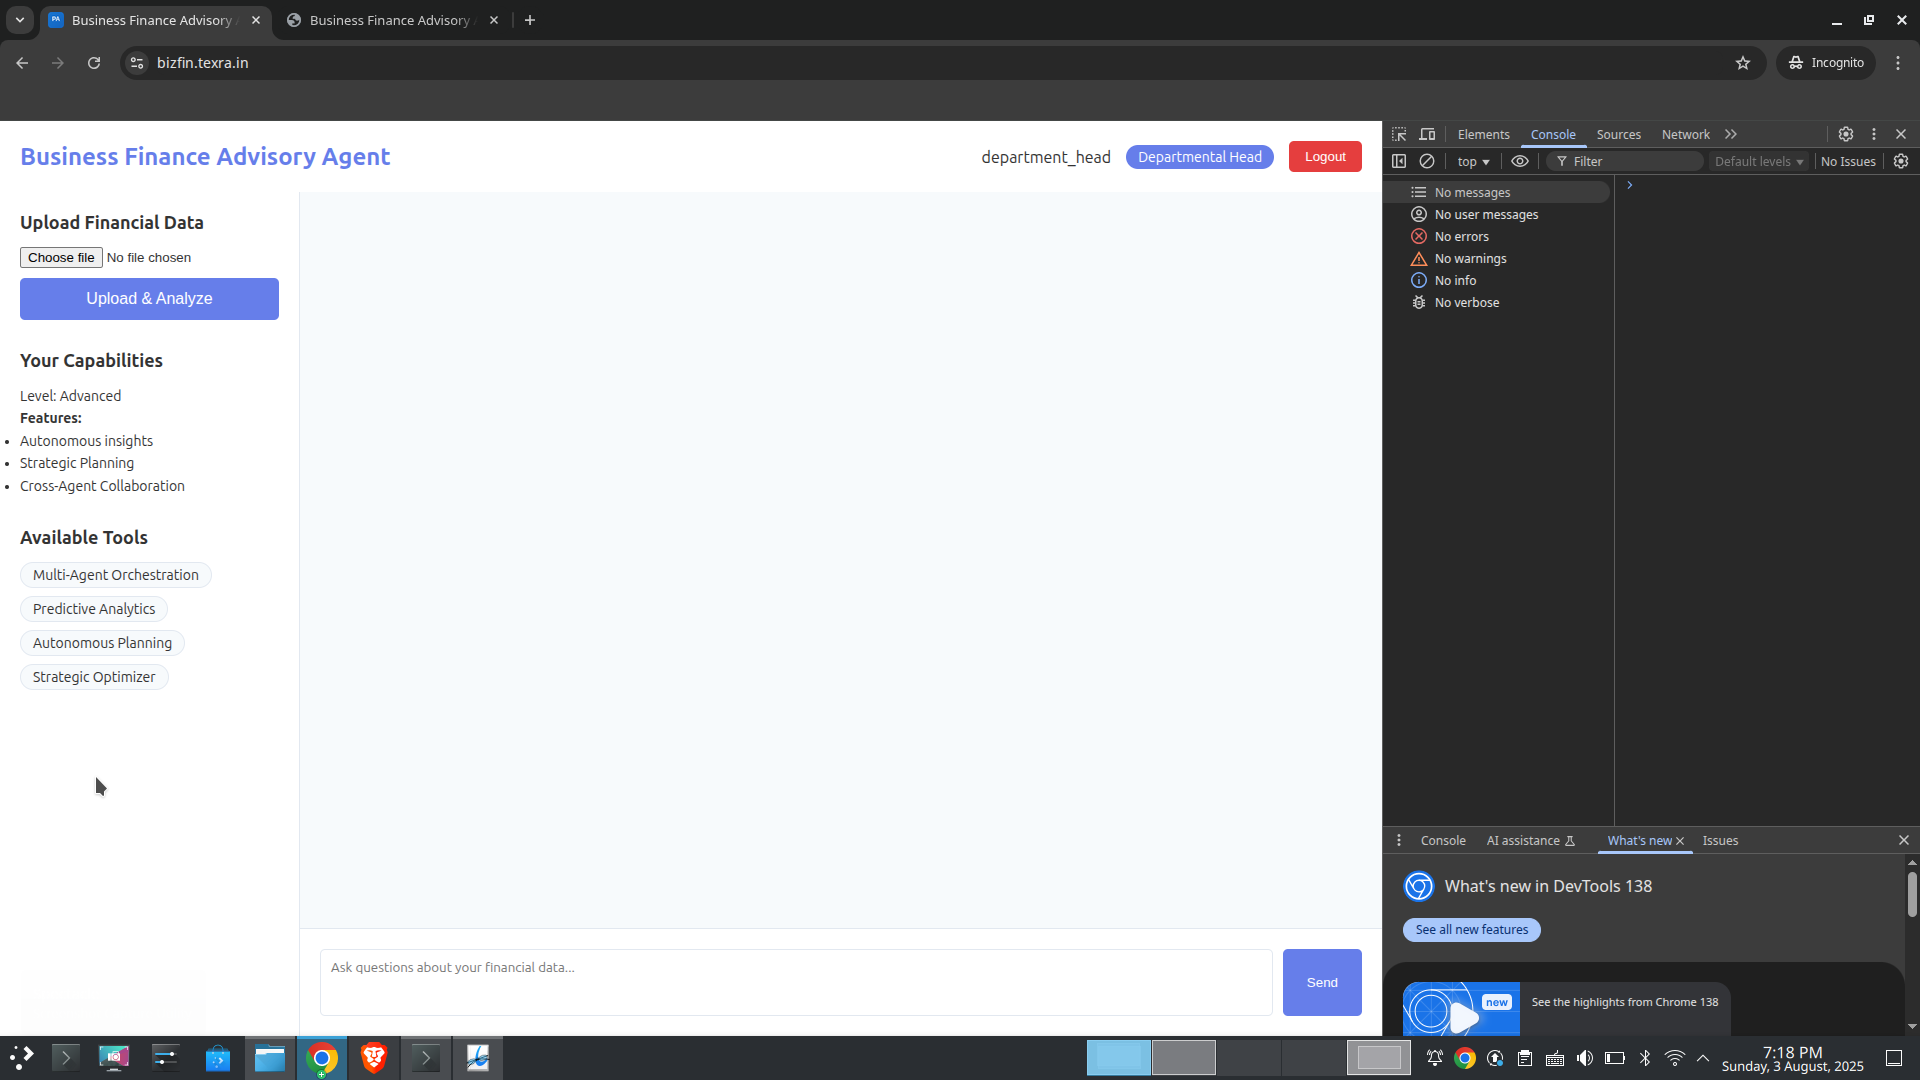 Business Finance Advisory
Business Finance Advisory
bizfin.texra.in
Incognito
Business Finance Advisory Agent
department_head
Departmental Head
Logout
Upload Financial Data
Choose file No file chosen
Upload & Analyze
Your Capabilities
Level: Advanced
Features:
Autonomous insights
Strategic Planning
Cross-Agent Collaboration
Available Tools
Multi-Agent Orchestration
Predictive Analytics
Autonomous Planning
Strategic Optimizer
Ask questions about your financial data...
Send
Elements Console Sources Network
top Filter Default levels No Issues
No messages
No user messages
No errors
No warnings
No info
No verbose
Console AI assistance What's new Issues
What's new in DevTools 138
See all new features
new
See the highlights from Chrome 138
7:18 PM
Sunday, 3 August, 2025